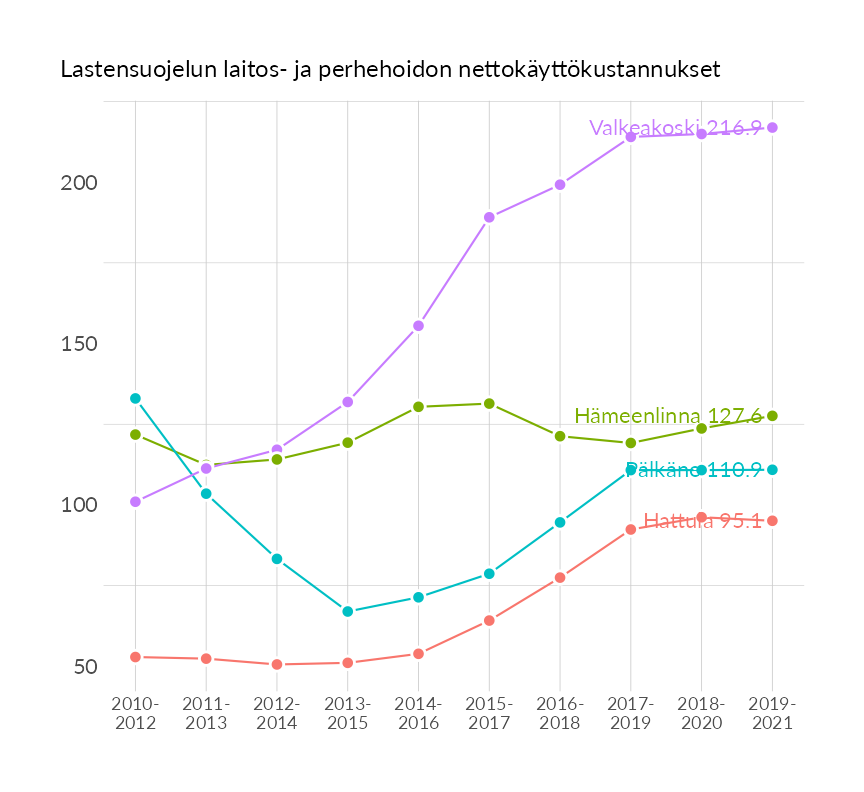 Lastensuojelun laitos- ja perhehoidon nettokäyttökustannukset
Valkeakoski 216.9
200
150
Hämeenlinna 127.6
Pälkäne 110.9
100
Hattula 95.1
50
2010- 2011- 2012- 2013- 2014- 2015- 2016- 2017- 2018- 2019-
2012 2013 2014 2015 2016 2017 2018 2019 2020 2021